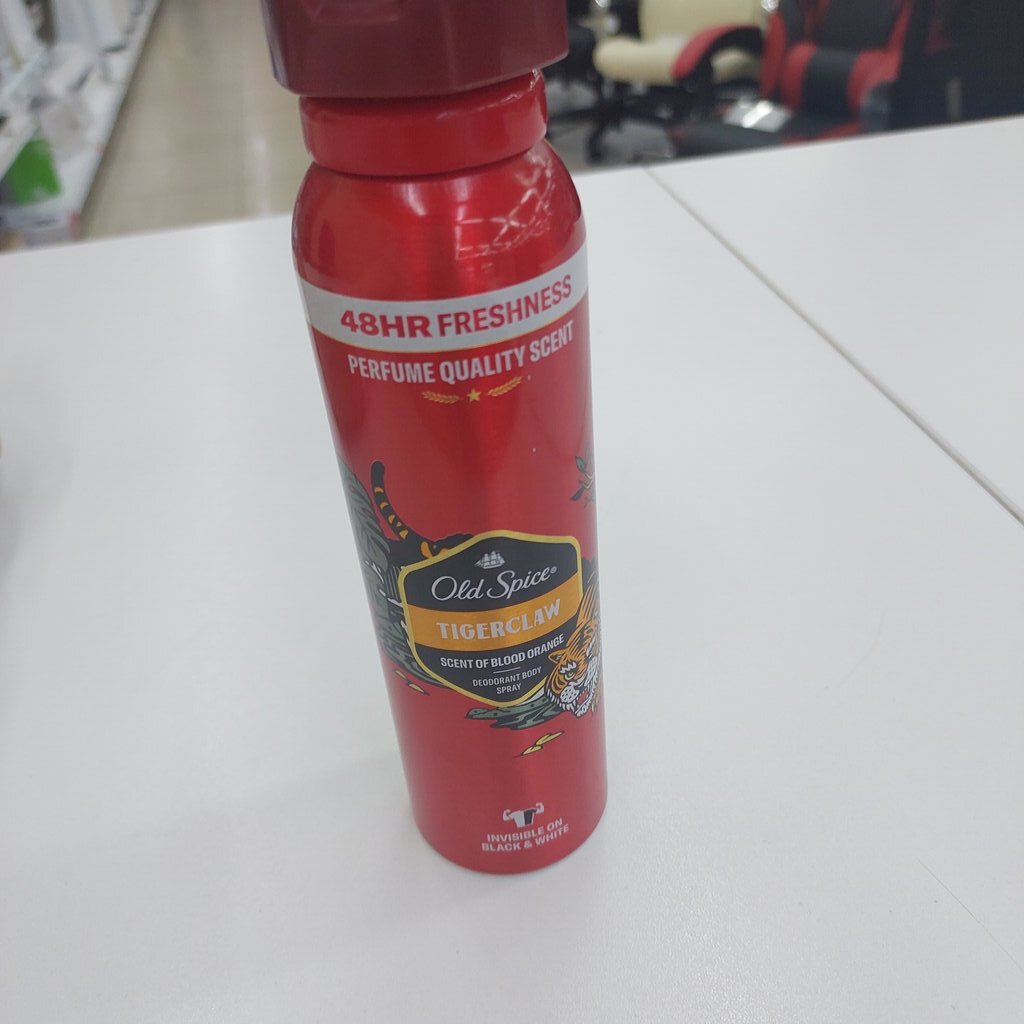 48HR FRESHNESS
PERFUME QUALITY SCENT
Old Spice®
TIGERCLAW
SCENT OF BLOOD ORANGE
DEODORANT BODY
SPRAY
INVISIBLE ON
BLACK & WHITE